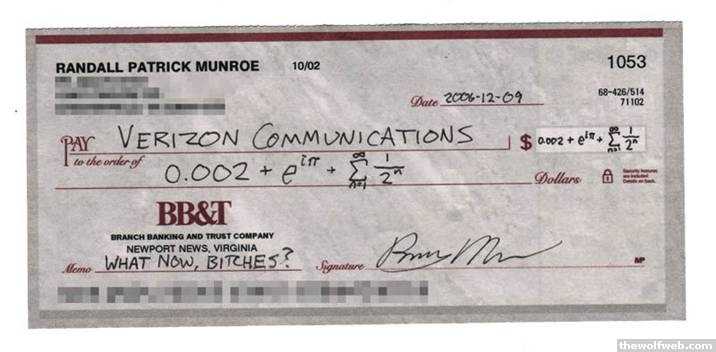 RANDALL PATRICK MUNROE 10/02 1053
68-426/514
71102
Date 2006-12-09
PAY VERIZON COMMUNICATIONS $ 0.002 + e^{iπ} + ∑_{n=1}^{∞} 1/2^n
to the order of
0.002 + e^{iπ} + ∑_{n=1}^{∞} 1/2^n Dollars
Security features
are included.
Details on back.
BB&T
BRANCH BANKING AND TRUST COMPANY
NEWPORT NEWS, VIRGINIA
Memo WHAT NOW, BITCHES? Signature MP
thewolfweb.com